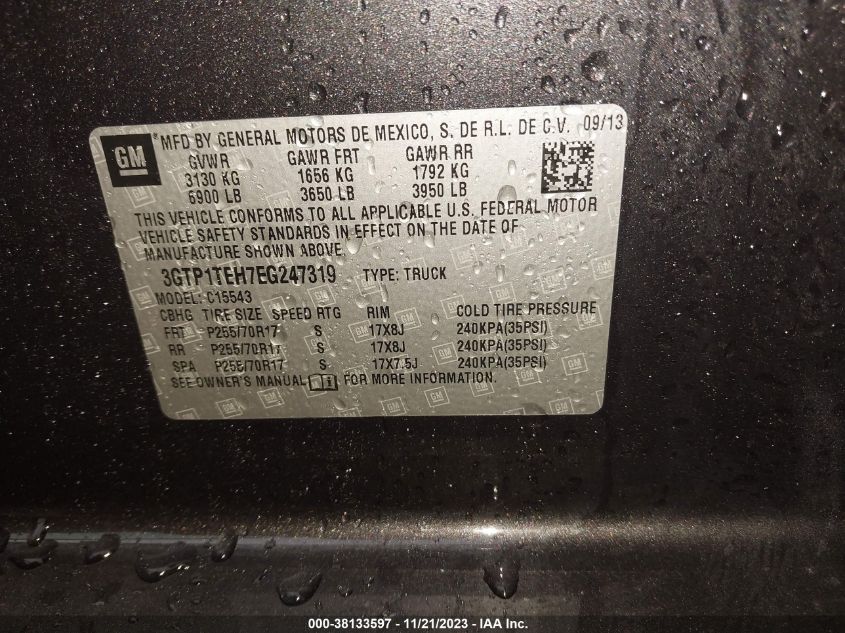 GM
® MFD BY GENERAL MOTORS DE MEXICO, S. DE R.L. DE C.V. 09/13
GVWR GAWR FRT GAWR RR
3130 KG 1656 KG 1792 KG
6900 LB 3650 LB 3950 LB
THIS VEHICLE CONFORMS TO ALL APPLICABLE U.S. FEDERAL MOTOR
VEHICLE SAFETY STANDARDS IN EFFECT ON THE DATE OF
MANUFACTURE SHOWN ABOVE.
3GTP1TEH7EG247319 TYPE: TRUCK
MODEL: C15543
CBHG TIRE SIZE SPEED RTG RIM COLD TIRE PRESSURE
FRT P255/70R17 S 17X8J 240KPA(35PSI)
RR P255/70R17 S 17X8J 240KPA(35PSI)
SPA P255/70R17 S 17X7.5J 240KPA(35PSI)
SEE OWNER'S MANUAL FOR MORE INFORMATION.
000-38133597 - 11/21/2023 - IAA Inc.